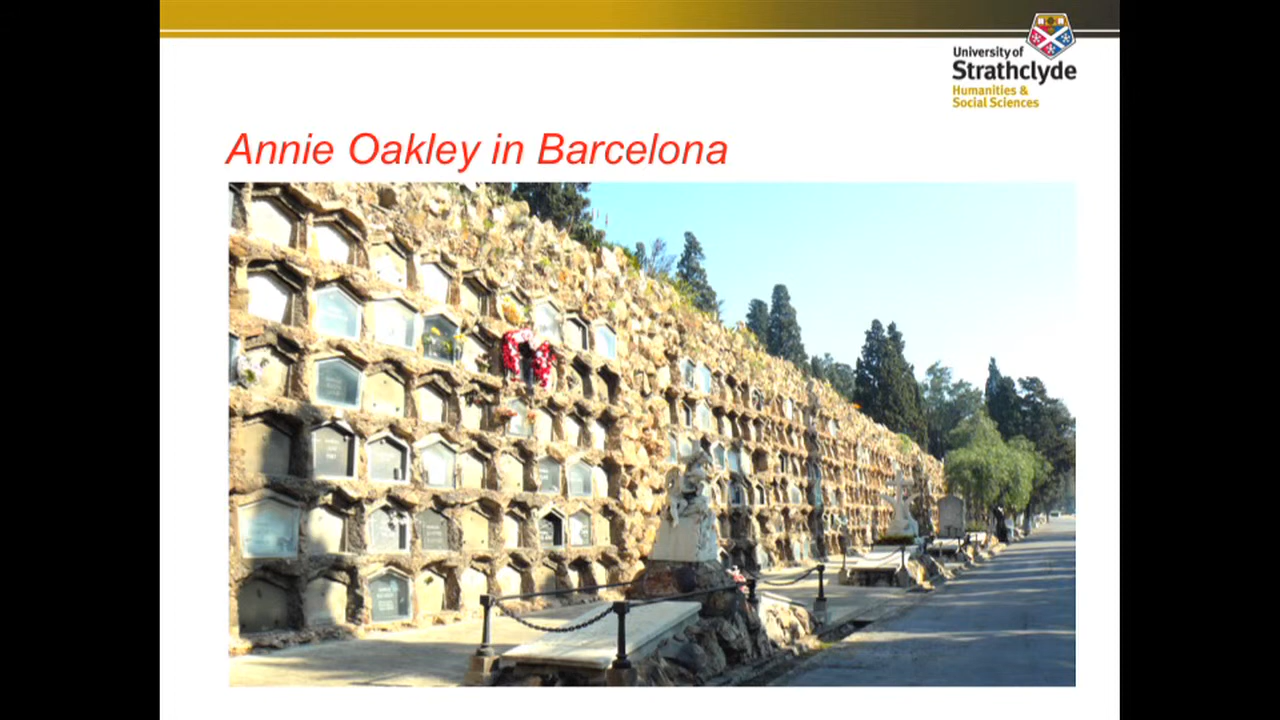 University of
Strathclyde
Humanities &
Social Sciences
Annie Oakley in Barcelona